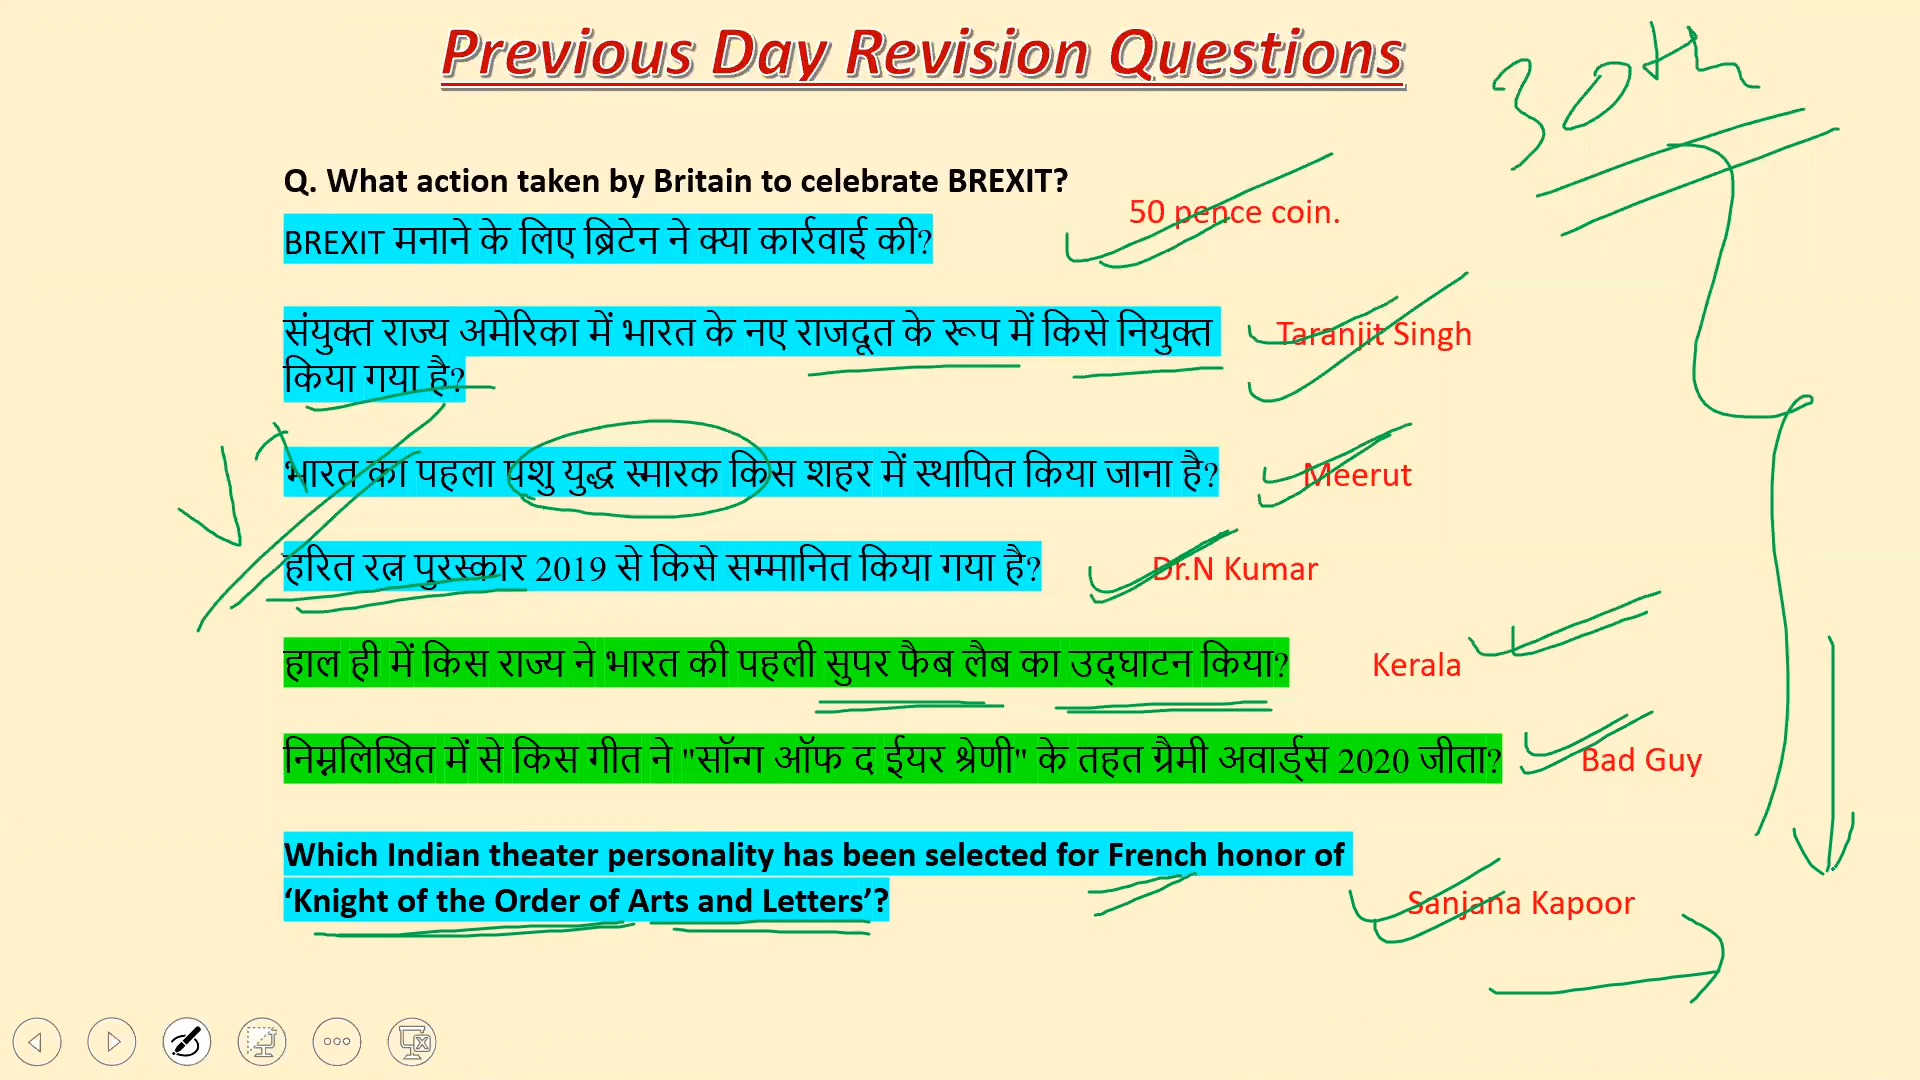 Previous Day Revision Questions
30th
Q. What action taken by Britain to celebrate BREXIT?
50 pence coin.
BREXIT मनाने के लिए ब्रिटेन ने क्या कार्रवाई की?
संयुक्त राज्य अमेरिका में भारत के नए राजदूत के रूप में किसे नियुक्त
किया गया है?
Taranjit Singh
भारत का पहला पशु युद्ध स्मारक किस शहर में स्थापित किया जाना है?
Meerut
हरित रत्न पुरस्कार 2019 से किसे सम्मानित किया गया है?
Dr.N Kumar
हाल ही में किस राज्य ने भारत की पहली सुपर फैब लैब का उद्घाटन किया?
Kerala
निम्नलिखित में से किस गीत ने "सॉन्ग ऑफ द ईयर श्रेणी" के तहत ग्रैमी अवार्ड्स 2020 जीता?
Bad Guy
Which Indian theater personality has been selected for French honor of
‘Knight of the Order of Arts and Letters’?
Sanjana Kapoor